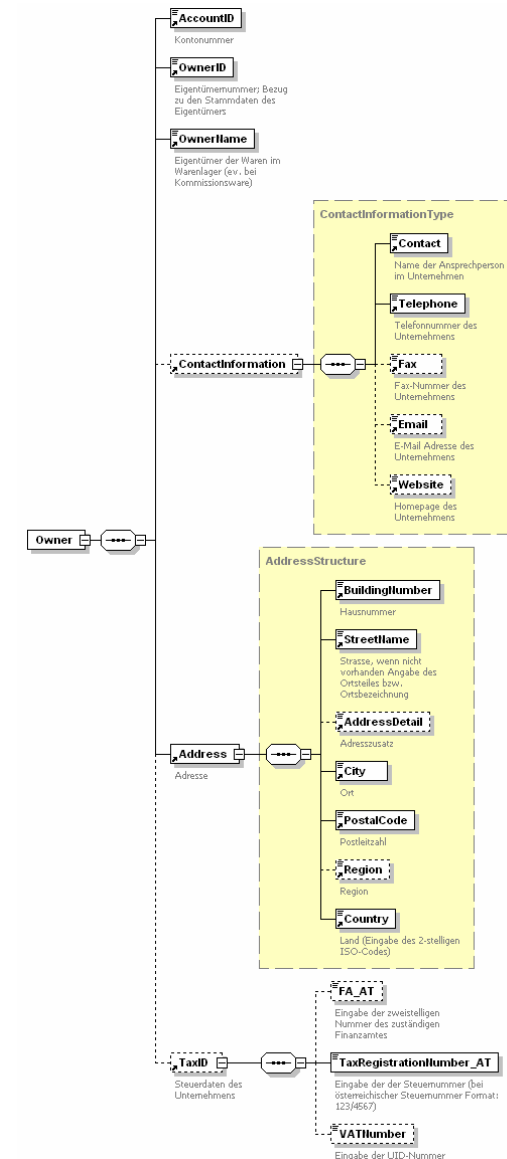 AccountID
Kontonummer
OwnerID
Eigentümernummer; Bezug
zu den Stammdaten des
Eigentümers
OwnerName
Eigentümer der Waren im
Warenlager (ev. bei
Kommissionsware)
ContactInformationType
Contact
Name der Ansprechperson
im Unternehmen
Telephone
Telefonnummer des
Unternehmens
ContactInformation
Fax
Fax-Nummer des
Unternehmens
Email
E-Mail Adresse des
Unternehmens
Website
Homepage des
Unternehmens
Owner
AddressStructure
BuildingNumber
Hausnummer
StreetName
Strasse, wenn nicht
vorhanden Angabe des
Ortsteiles bzw.
Ortsbezeichnung
AddressDetail
Adresszusatz
Address
Adresse
City
Ort
PostalCode
Postleitzahl
Region
Region
Country
Land (Eingabe des 2-stelligen
ISO-Codes)
FA_AT
Eingabe der zweistelligen
Nummer des zuständigen
Finanzamtes
TaxID
Steuerdaten des
Unternehmens
TaxRegistrationNumber_AT
Eingabe der der Steuernummer (bei
österreichischer Steuernummer Format:
123/4567)
VATNumber
Eingabe der UID-Nummer